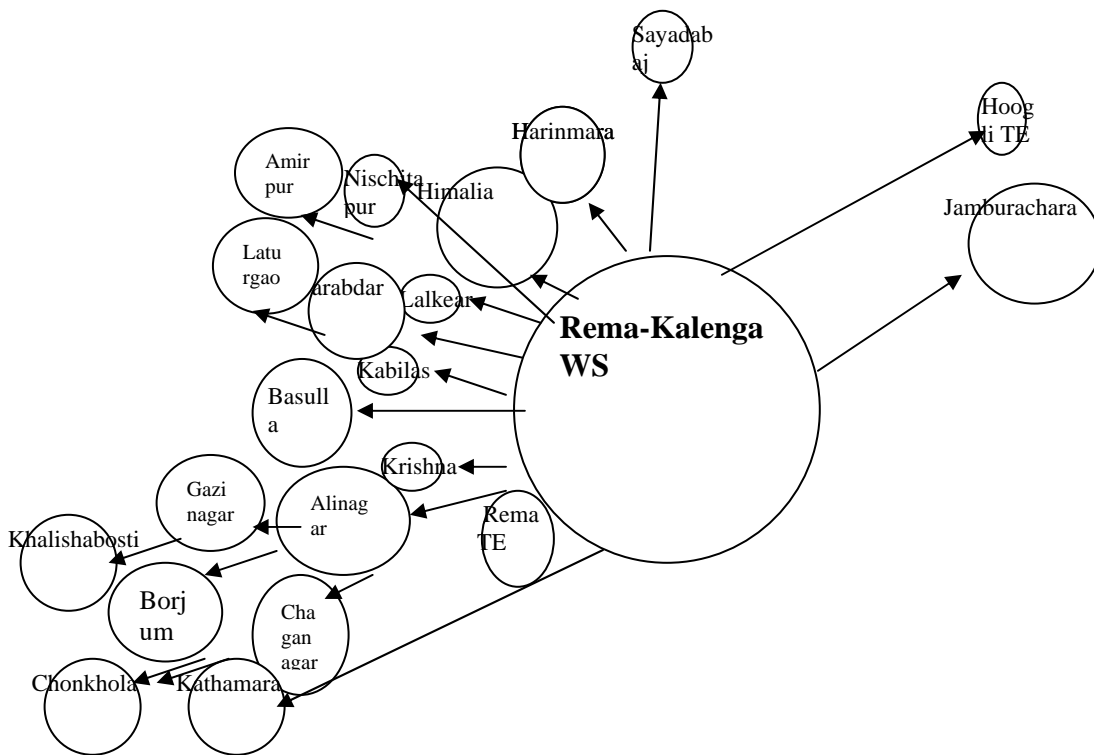 Sayadab
aj
Hoog
li TE
Harinmara
Amir
pur
Nischita
pur
Himalia
Jamburachara
Latu
rgao
arabdar
Lalkear
Rema-Kalenga
WS
Kabilas
Basull
a
Krishna
Gazi
nagar
Alinag
ar
Rema
TE
Khalishabosti
Borj
um
Cha
gan
agar
Chonkhola
Kathamara